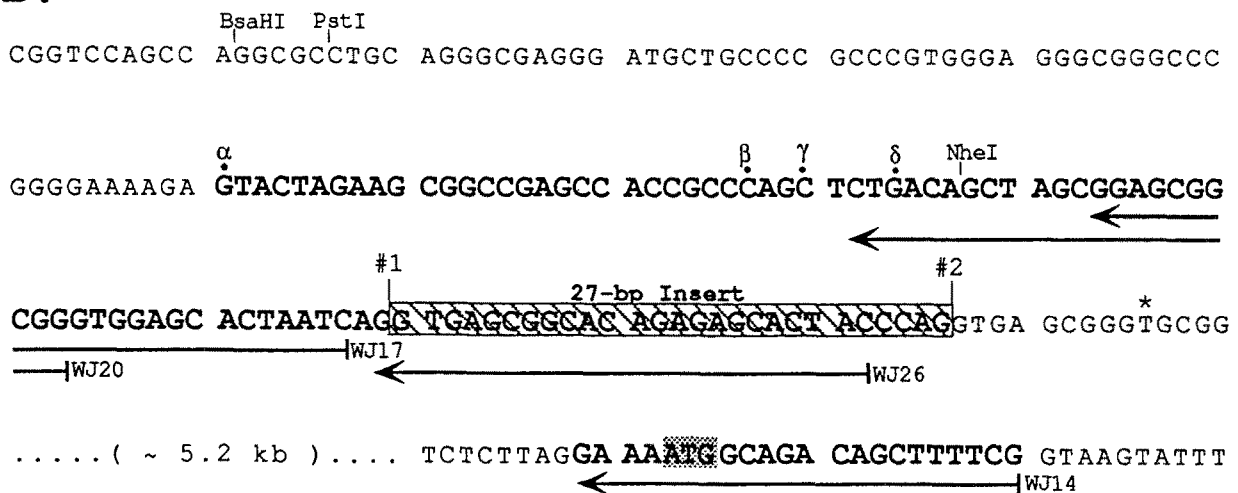 BsaHI PstI
CGGTCCAGCC AGGCGCCTGC AGGGCGAGGG ATGCTGCCCC GCCCGTGGGA GGGCGGGCCC
α β γ δ NheI
GGGGAAAAGA GTACTAGAAG CGGCCGAGCC ACCGCCCAGC TCTGACAGCT AGCGGAGCGG
#1 27-bp Insert #2 *
CGGGTGGAGC ACTAATCAGG TGAGCGGCAC AGAGAGCACT ACCCAGGTGA GCGGGTGCGG
WJ17
WJ20 WJ26
.....( ~ 5.2 kb ).... TCTCTTAGGA AAATGGCAGA CAGCTTTTCG GTAAGTATTT
WJ14